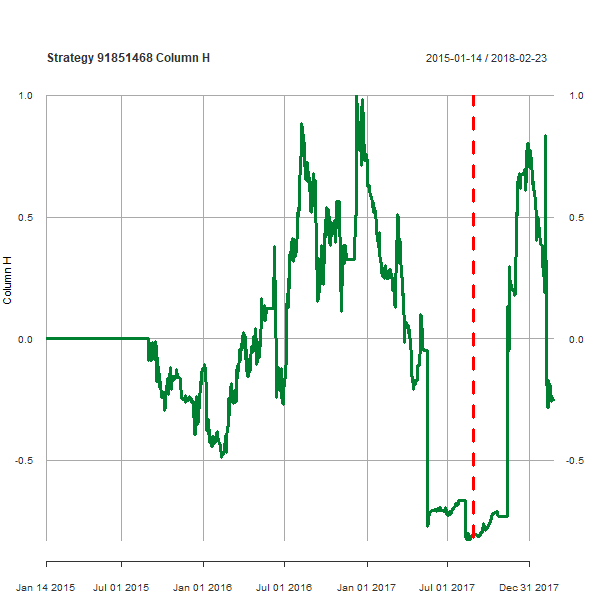 Strategy 91851468 Column H
2015-01-14 / 2018-02-23
1.0
1.0
0.5
0.5
0.0
0.0
-0.5
-0.5
Column H
Jan 14 2015
Jul 01 2015
Jan 01 2016
Jul 01 2016
Jan 01 2017
Jul 01 2017
Dec 31 2017